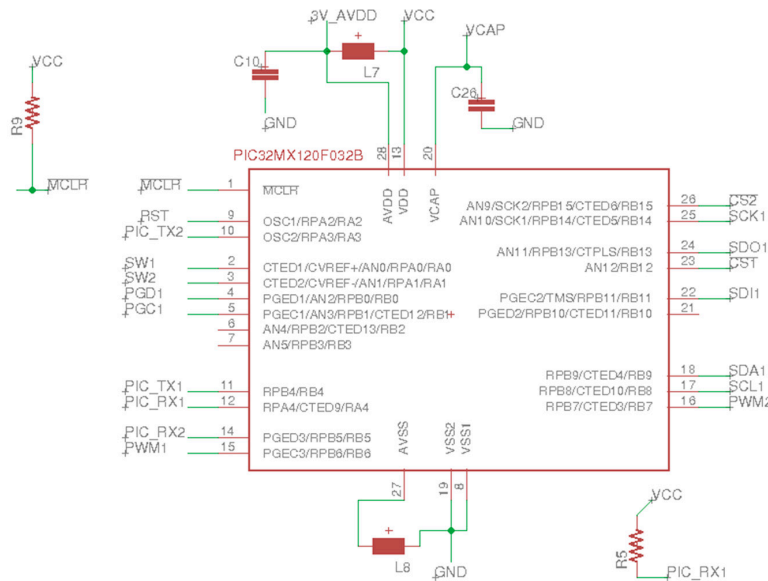 3V_AVDD VCC VCAP
VCC C10 L7 C26
GND GND
R9
PIC32MX120F032B
28 13 20
MCLR MCLR 1 MCLR AVDD VDD VCAP
AN9/SCK2/RPB15/CTED6/RB15 26 CS2
RST 9 OSC1/RPA2/RA2 AN10/SCK1/RPB14/CTED5/RB14 25 SCK1
PIC_TX2 10 OSC2/RPA3/RA3
AN11/RPB13/CTPLS/RB13 24 SDO1
SW1 2 CTED1/CVREF+/AN0/RPA0/RA0 AN12/RB12 23 CS1
SW2 3 CTED2/CVREF-/AN1/RPA1/RA1
PGD1 4 PGED1/AN2/RPB0/RB0 PGEC2/TMS/RPB11/RB11 22 SDI1
PGC1 5 PGEC1/AN3/RPB1/CTED12/RB1 PGED2/RPB10/CTED11/RB10 21
6 AN4/RPB2/CTED13/RB2
7 AN5/RPB3/RB3
RPB9/CTED4/RB9 18 SDA1
PIC_TX1 11 RPB4/RB4 RPB8/CTED10/RB8 17 SCL1
PIC_RX1 12 RPA4/CTED9/RA4 RPB7/CTED3/RB7 16 PWM2
PIC_RX2 14 PGED3/RPB5/RB5
PWM1 15 PGEC3/RPB6/RB6 AVSS VSS2 VSS1
27 19 8
VCC
L8 GND R5
PIC_RX1